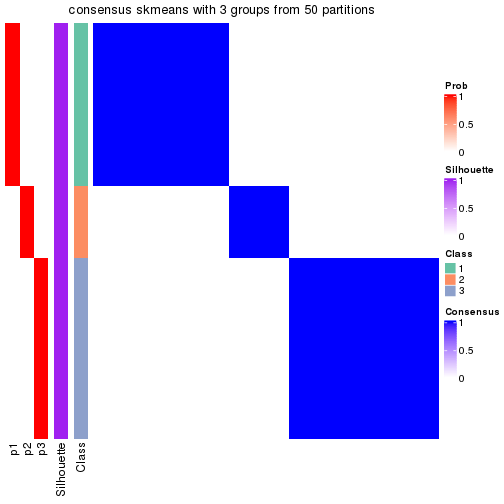 consensus skmeans with 3 groups from 50 partitions
Prob
1
0.5
0
Silhouette
1
0.5
0
Class
1
2
3
Consensus
1
0.5
0
p1
p2
p3
Silhouette
Class